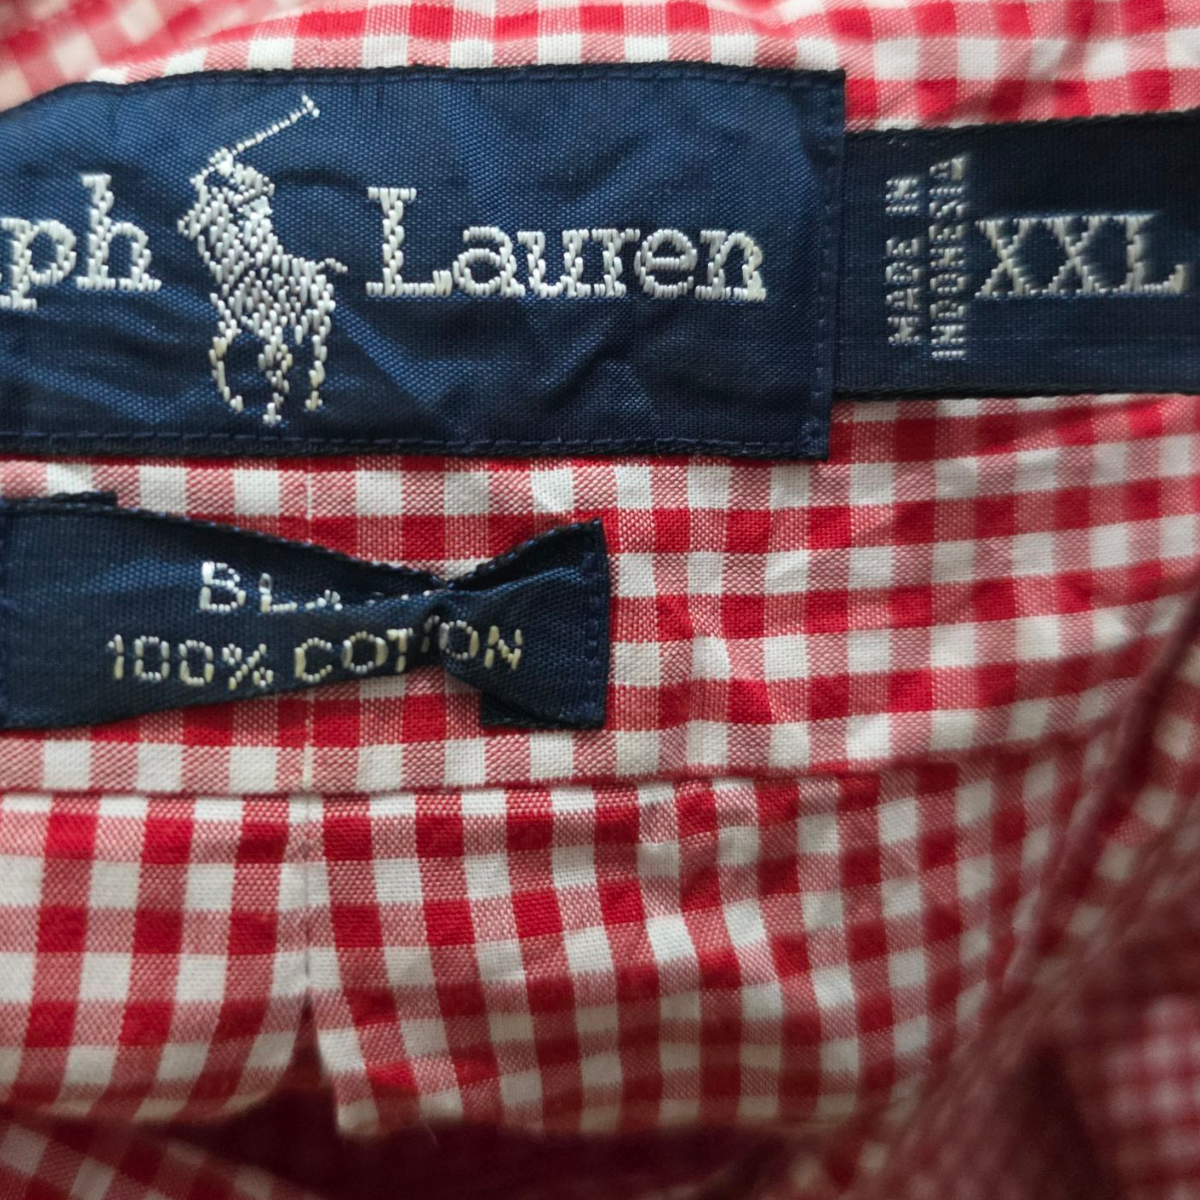 ph Lauren
MADE IN
INDONESIA
XXL
100% COTTON